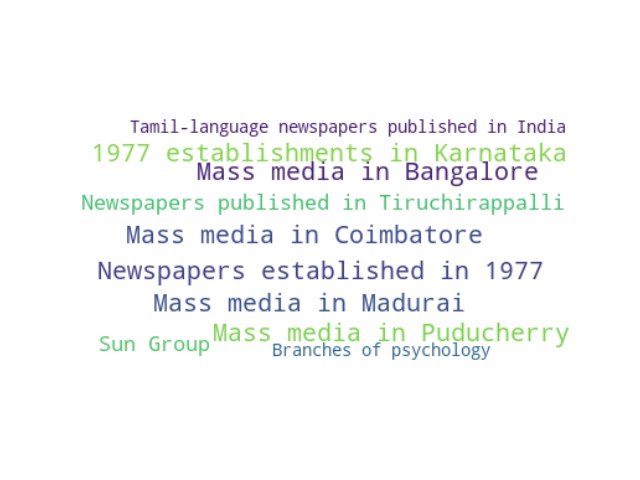 Tamil-language newspapers published in India
1977 establishments in Karnataka
Mass media in Bangalore
Newspapers published in Tiruchirappalli
Mass media in Coimbatore
Newspapers established in 1977
Mass media in Madurai
Mass media in Puducherry
Sun Group
Branches of psychology